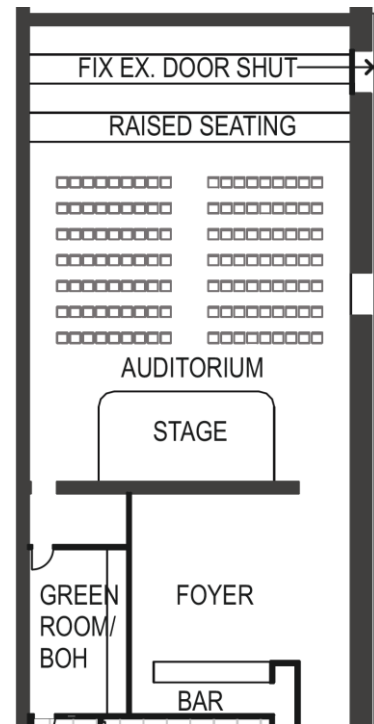 FIX EX. DOOR SHUT
RAISED SEATING
AUDITORIUM
STAGE
GREEN
ROOM/
BOH
FOYER
BAR